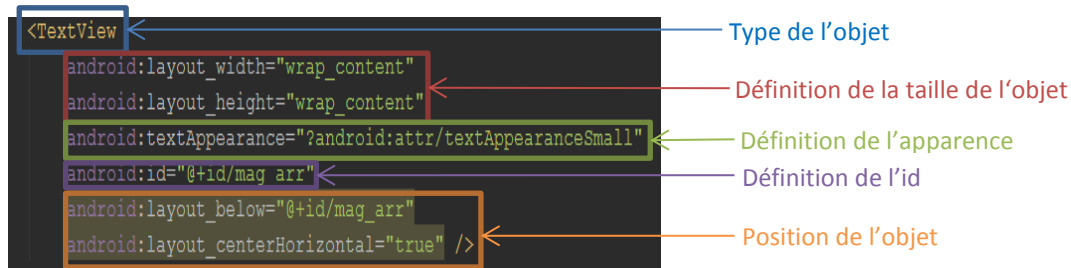 <TextView
Type de l'objet
android:layout_width="wrap_content"
android:layout_height="wrap_content"
Définition de la taille de l‘objet
android:textAppearance="?android:attr/textAppearanceSmall"
Définition de l'apparence
android:id="@+id/mag_arr"
Définition de l'id
android:layout_below="@+id/mag_arr"
android:layout_centerHorizontal="true" />
Position de l'objet